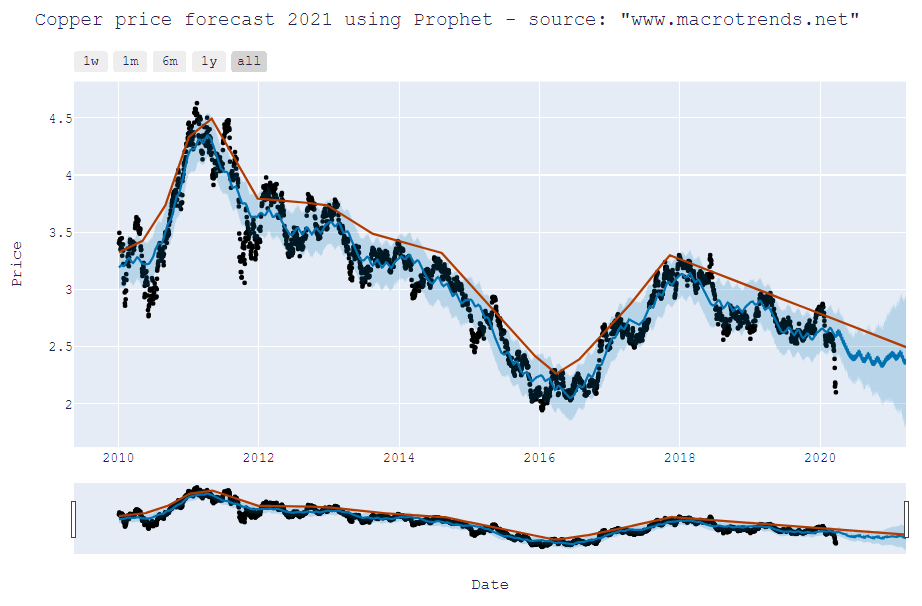 Copper price forecast 2021 using Prophet - source: "www.macrotrends.net"
1w 1m 6m 1y all
4.5
4
3.5
3
2.5
2
Price
2010 2012 2014 2016 2018 2020
Date